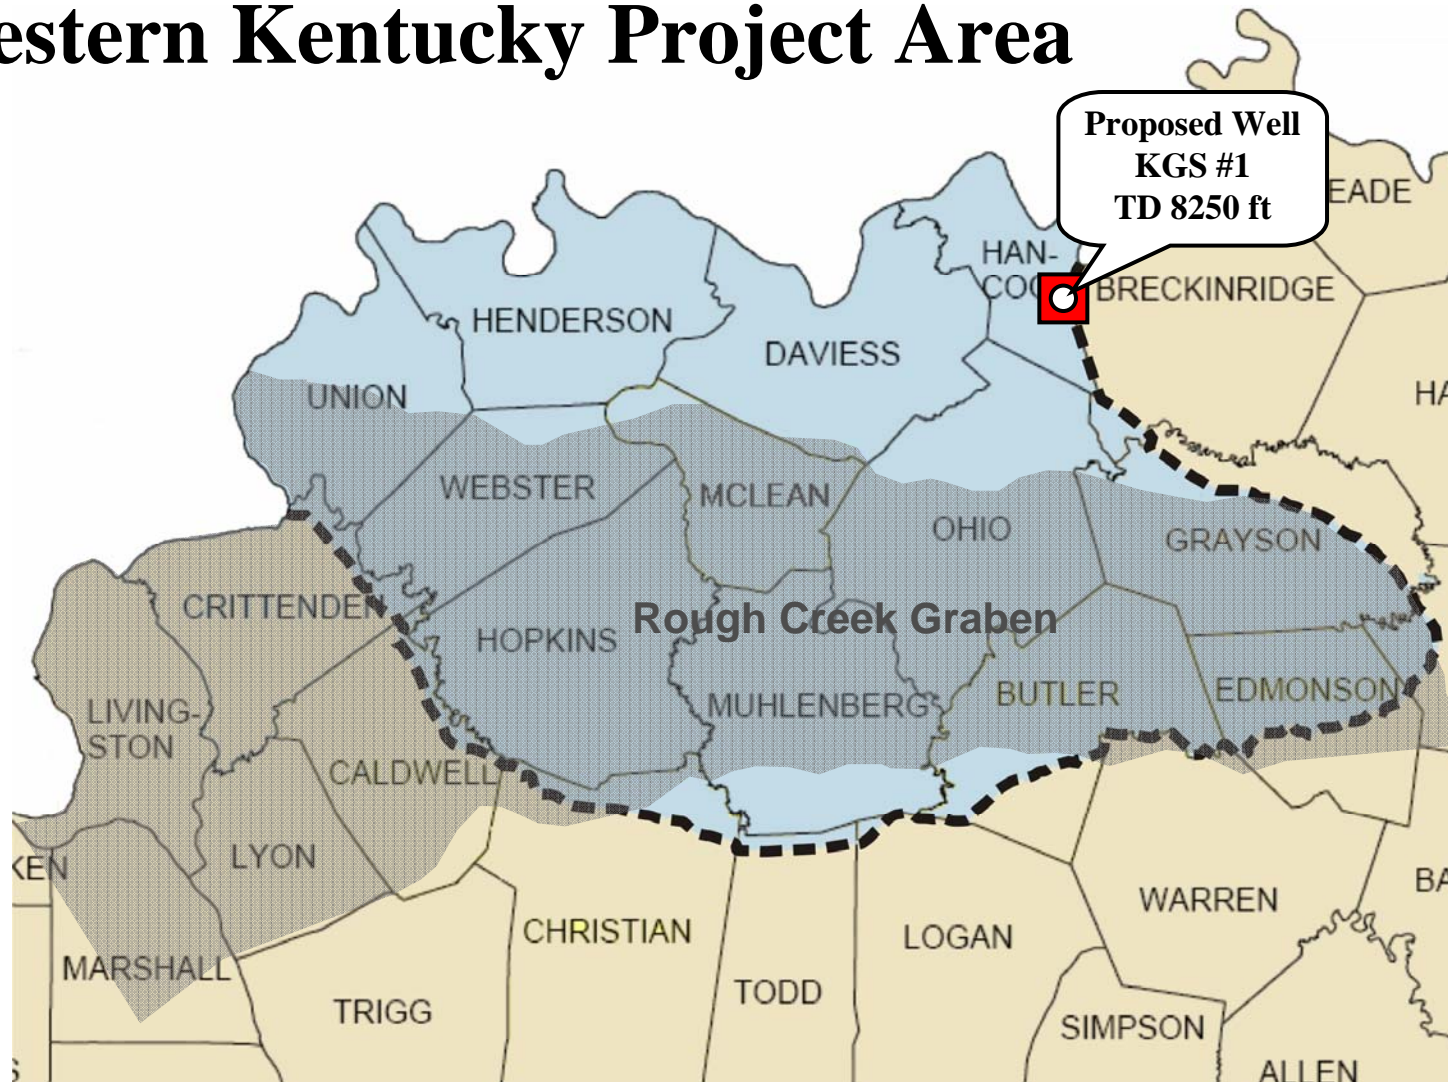 estern Kentucky Project Area
Proposed Well
KGS #1
TD 8250 ft
EADE
HAN-
COO
BRECKINRIDGE
HENDERSON
DAVIESS
UNION
HA
WEBSTER
MCLEAN
OHIO
GRAYSON
CRITTENDEN
Rough Creek Graben
HOPKINS
LIVING-
STON
MUHLENBERG
BUTLER
EDMONSON
CALDWELL
KEN
LYON
BA
WARREN
CHRISTIAN
LOGAN
MARSHALL
TODD
TRIGG
SIMPSON
ALLEN
S